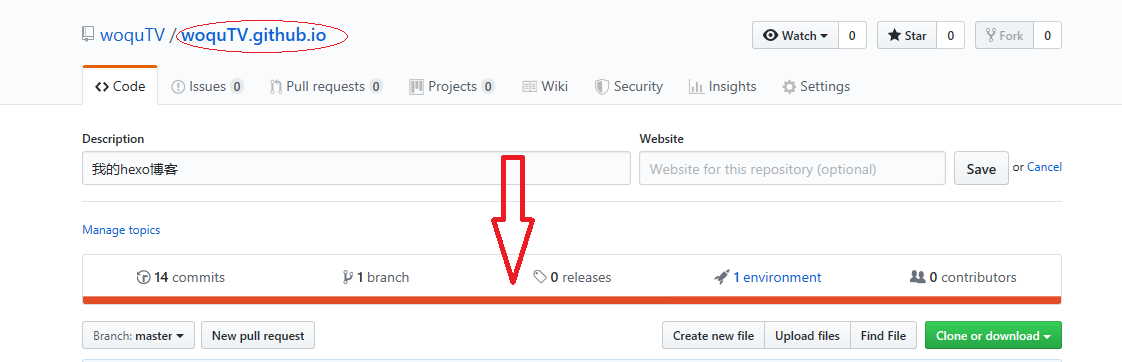 woquTV / woquTV.github.io Watch 0 Star 0 Fork 0
Code Issues 0 Pull requests 0 Projects 0 Wiki Security Insights Settings
Description Website
我的hexo博客 Website for this repository (optional) Save or Cancel
Manage topics
14 commits 1 branch 0 releases 1 environment 0 contributors
Branch: master New pull request Create new file Upload files Find File Clone or download